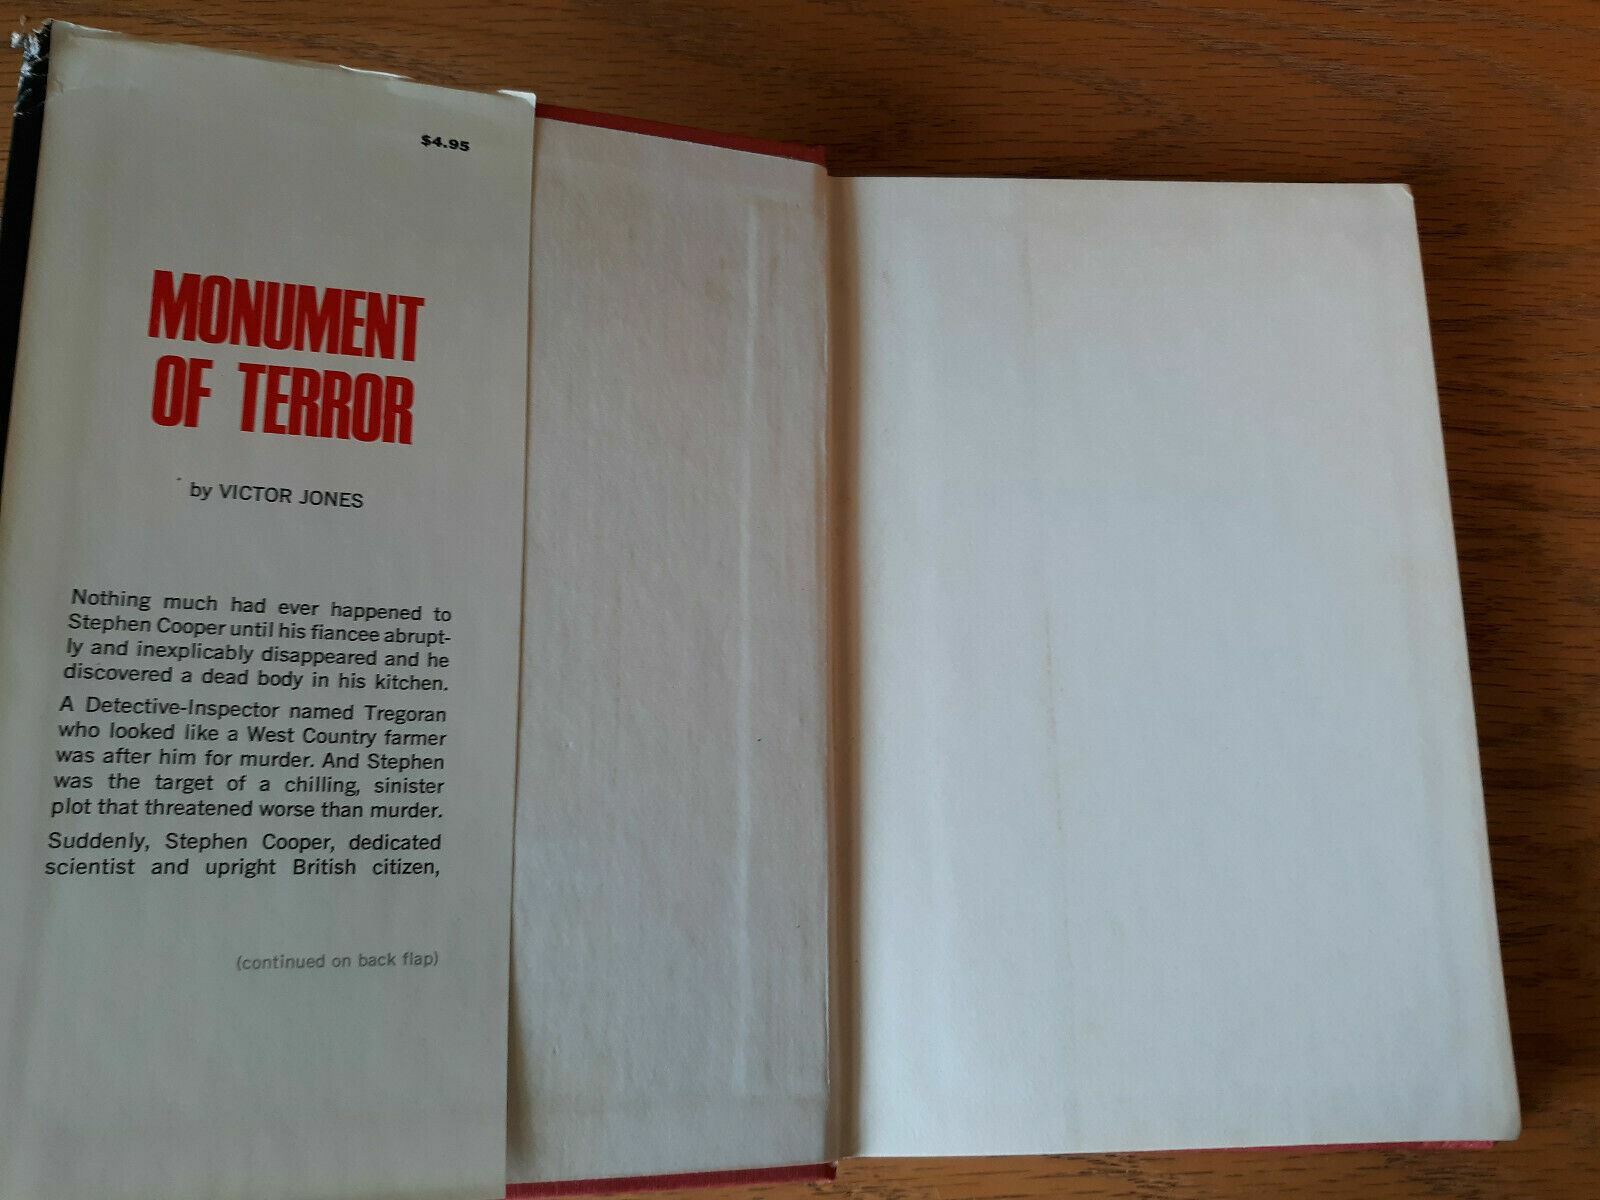 $4.95
MONUMENT
OF TERROR
by VICTOR JONES
Nothing much had ever happened to
Stephen Cooper until his fiancee abrupt-
ly and inexplicably disappeared and he
discovered a dead body in his kitchen.
A Detective-Inspector named Tregoran
who looked like a West Country farmer
was after him for murder. And Stephen
was the target of a chilling, sinister
plot that threatened worse than murder.
Suddenly, Stephen Cooper, dedicated
scientist and upright British citizen,
(continued on back flap)